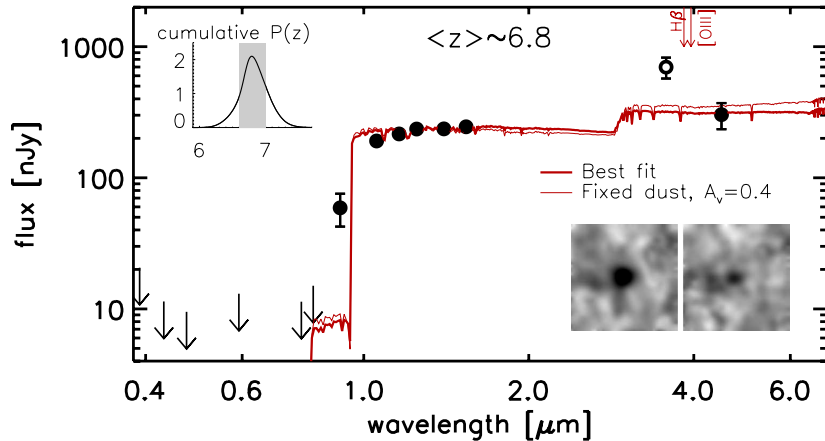 cumulative P(z)
2
1
0
6
7
<z>~6.8
Hβ
[OIII]
1000
100
10
flux [nJy]
Best fit
Fixed dust, A_v=0.4
0.4
0.6
1.0
2.0
4.0
6.0
wavelength [μm]